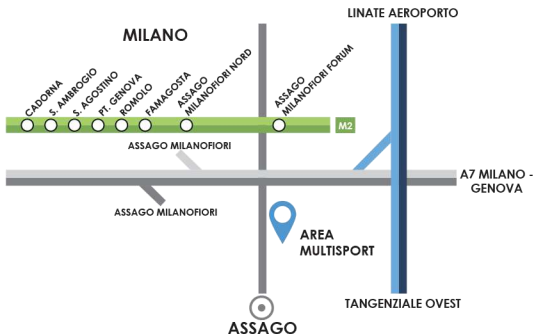 LINATE AEROPORTO
MILANO
CADORNA
S. AMBROGIO
S. AGOSTINO
PT. GENOVA
ROMOLO
FAMAGOSTA
ASSAGO
MILANOFIORI NORD
ASSAGO
MILANOFIORI FORUM
M2
ASSAGO MILANOFIORI
A7 MILANO -
GENOVA
ASSAGO MILANOFIORI
AREA
MULTISPORT
TANGENZIALE OVEST
ASSAGO